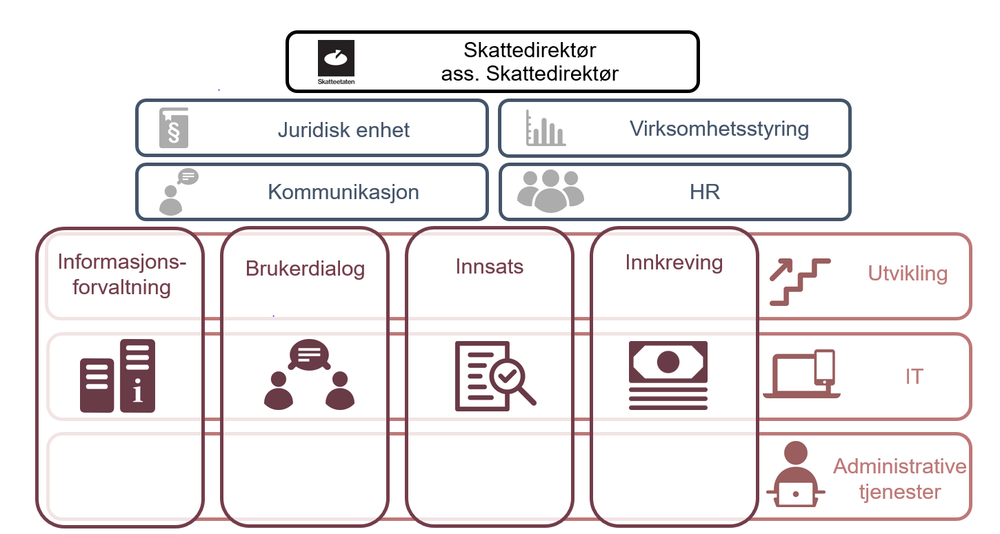 Skattedirektør
ass. Skattedirektør
Skatteetaten
§
Juridisk enhet
Virksomhetsstyring
Kommunikasjon
HR
Informasjons-
forvaltning
Brukerdialog
Innsats
Innkreving
Utvikling
i
IT
Administrative
tjenester